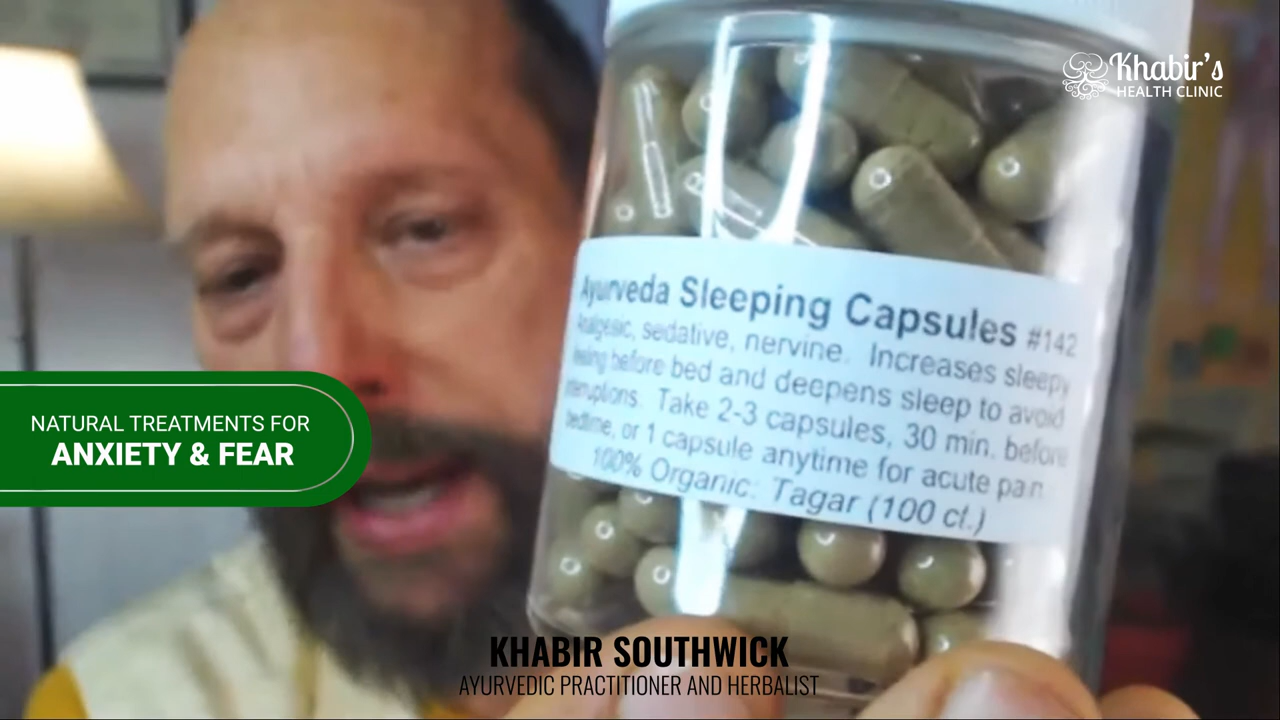 Khabir's
HEALTH CLINIC
Ayurveda Sleeping Capsules #142
Analgesic, sedative, nervine. Increases sleepy
feeling before bed and deepens sleep to avoid
interruptions. Take 2-3 capsules, 30 min. before
bedtime, or 1 capsule anytime for acute pain.
100% Organic: Tagar (100 ct.)
NATURAL TREATMENTS FOR
ANXIETY & FEAR
KHABIR SOUTHWICK
AYURVEDIC PRACTITIONER AND HERBALIST